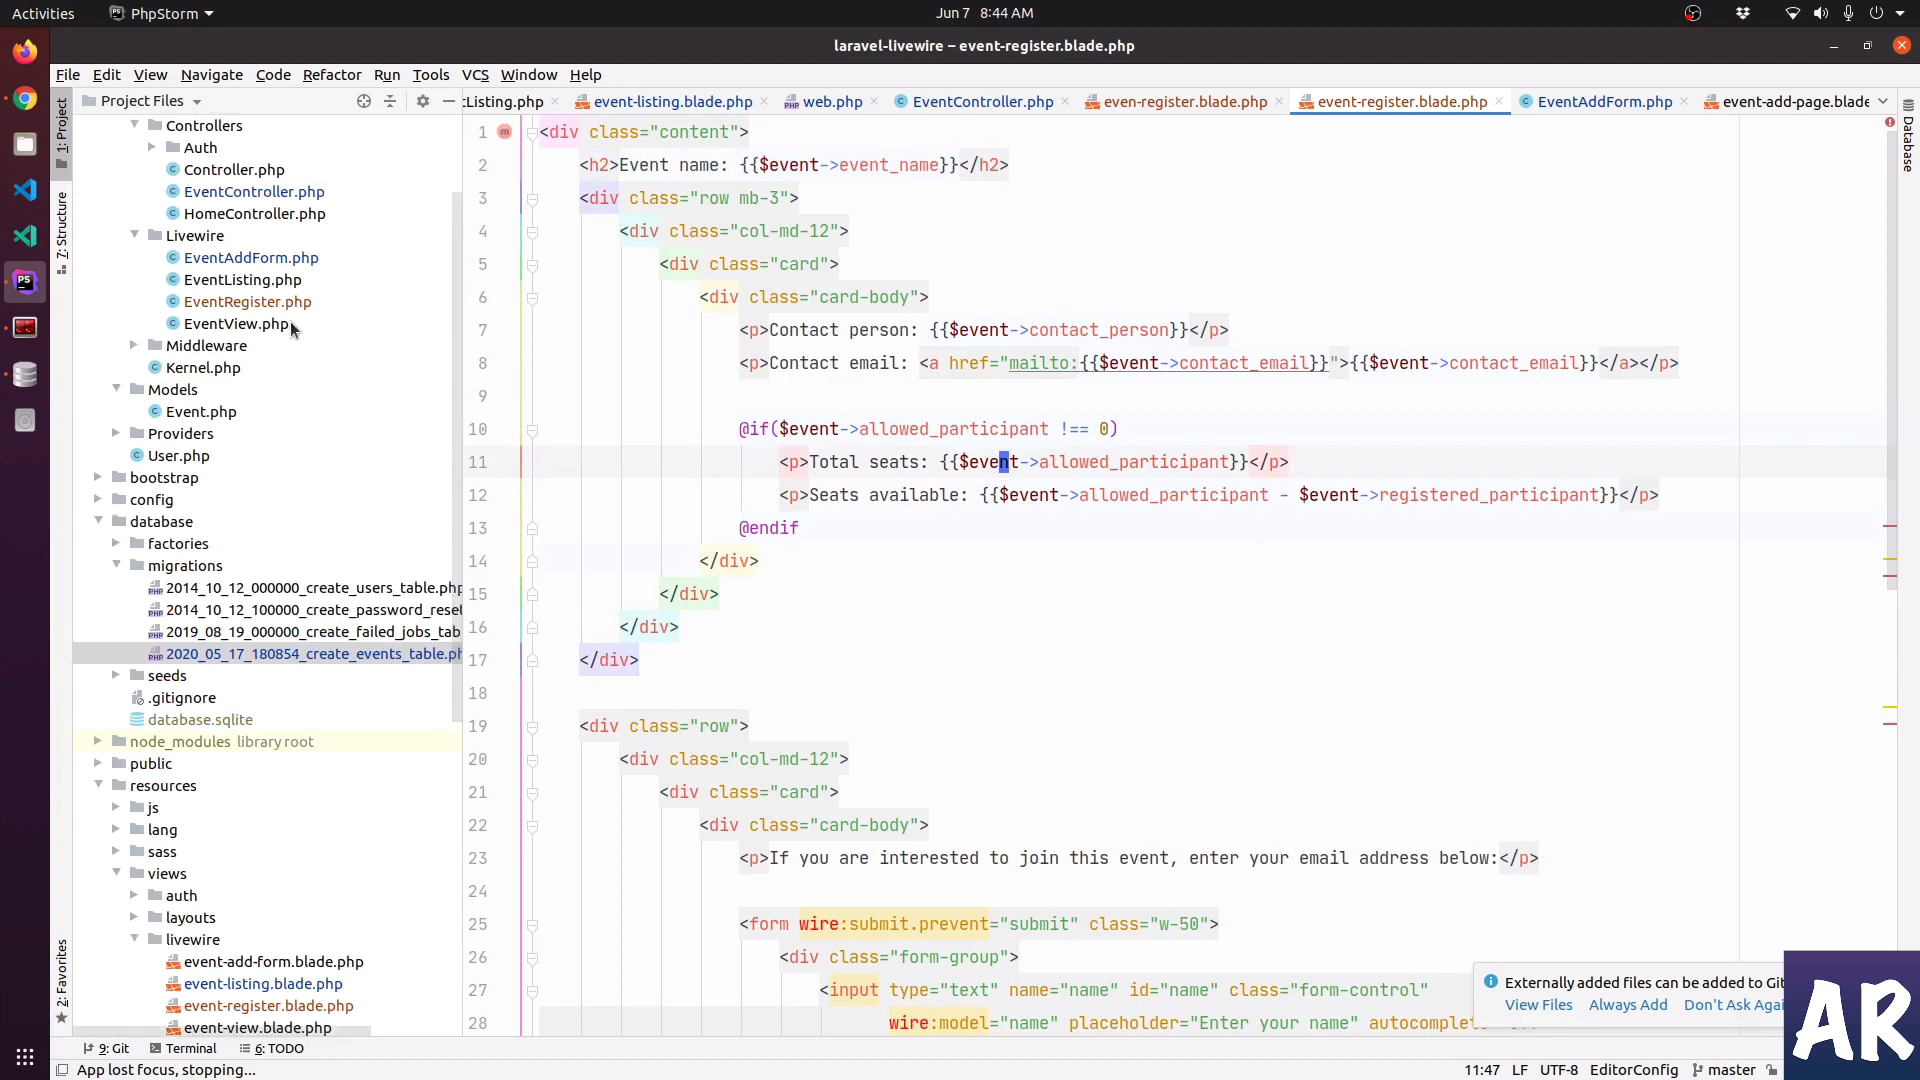 Activities PhpStorm Jun 7 8:44 AM
laravel-livewire – event-register.blade.php
File Edit View Navigate Code Refactor Run Tools VCS Window Help
Project Files
tListing.php event-listing.blade.php web.php EventController.php even-register.blade.php event-register.blade.php EventAddForm.php event-add-page.blade
1: Project
7: Structure
2: Favorites
Database
Controllers
Auth
Controller.php
EventController.php
HomeController.php
Livewire
EventAddForm.php
EventListing.php
EventRegister.php
EventView.php
Middleware
Kernel.php
Models
Event.php
Providers
User.php
bootstrap
config
database
factories
migrations
2014_10_12_000000_create_users_table.php
2014_10_12_100000_create_password_reset
2019_08_19_000000_create_failed_jobs_tab
2020_05_17_180854_create_events_table.ph
seeds
.gitignore
database.sqlite
node_modules library root
public
resources
js
lang
sass
views
auth
layouts
livewire
event-add-form.blade.php
event-listing.blade.php
event-register.blade.php
event-view.blade.php
1 <div class="content">
2 <h2>Event name: {{$event->event_name}}</h2>
3 <div class="row mb-3">
4 <div class="col-md-12">
5 <div class="card">
6 <div class="card-body">
7 <p>Contact person: {{$event->contact_person}}</p>
8 <p>Contact email: <a href="mailto:{{$event->contact_email}}">{{$event->contact_email}}</a></p>
9
10 @if($event->allowed_participant !== 0)
11 <p>Total seats: {{$event->allowed_participant}}</p>
12 <p>Seats available: {{$event->allowed_participant - $event->registered_participant}}</p>
13 @endif
14 </div>
15 </div>
16 </div>
17 </div>
18
19 <div class="row">
20 <div class="col-md-12">
21 <div class="card">
22 <div class="card-body">
23 <p>If you are interested to join this event, enter your email address below:</p>
24
25 <form wire:submit.prevent="submit" class="w-50">
26 <div class="form-group">
27 <input type="text" name="name" id="name" class="form-control"
28 wire:model="name" placeholder="Enter your name" autocomplete
Externally added files can be added to Git
View Files Always Add Don't Ask Agai
AR
9: Git Terminal 6: TODO
App lost focus, stopping... 11:47 LF UTF-8 EditorConfig master